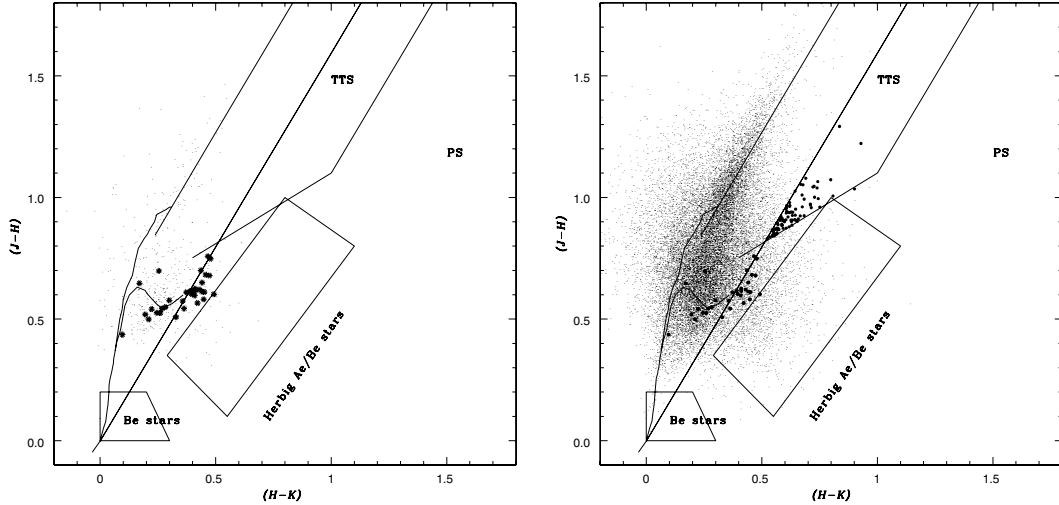 1.5
1.0
0.5
0.0
(J-H)
TTS
PS
Herbig Ae/Be stars
Be stars
0
0.5
1
1.5
(H-K)
1.5
1.0
0.5
0.0
(J-H)
TTS
PS
Herbig Ae/Be stars
Be stars
0
0.5
1
1.5
(H-K)